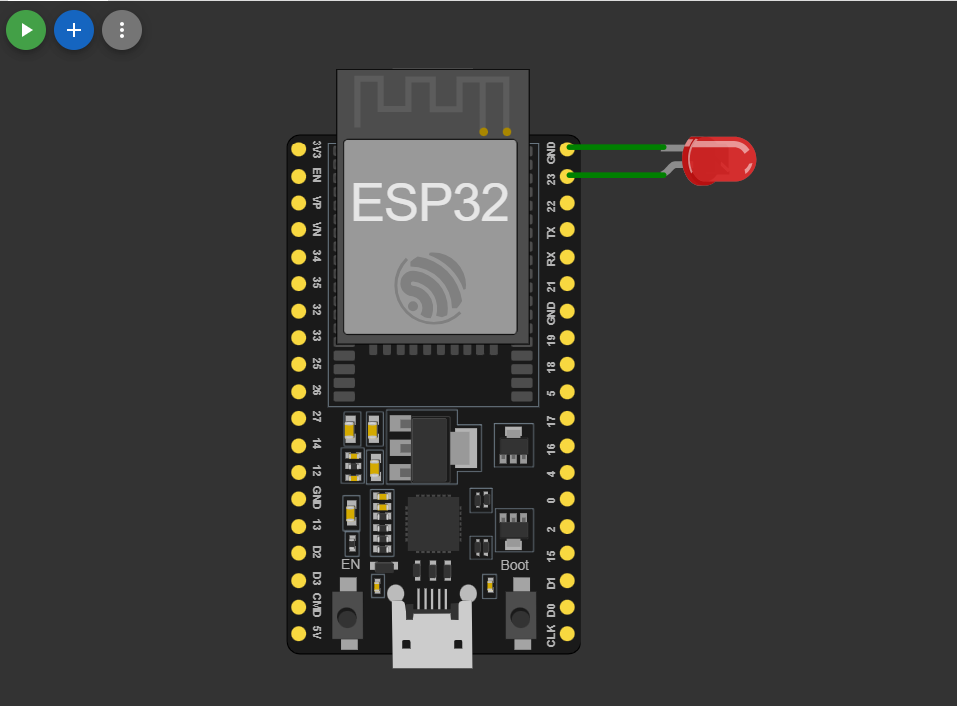 ESP32
3V3
EN
VP
VN
34
35
32
33
25
26
27
14
12
GND
13
D2
D3
CMD
5V
GND
23
22
TX
RX
21
GND
19
18
5
17
16
4
0
2
15
D1
D0
CLK
EN
Boot